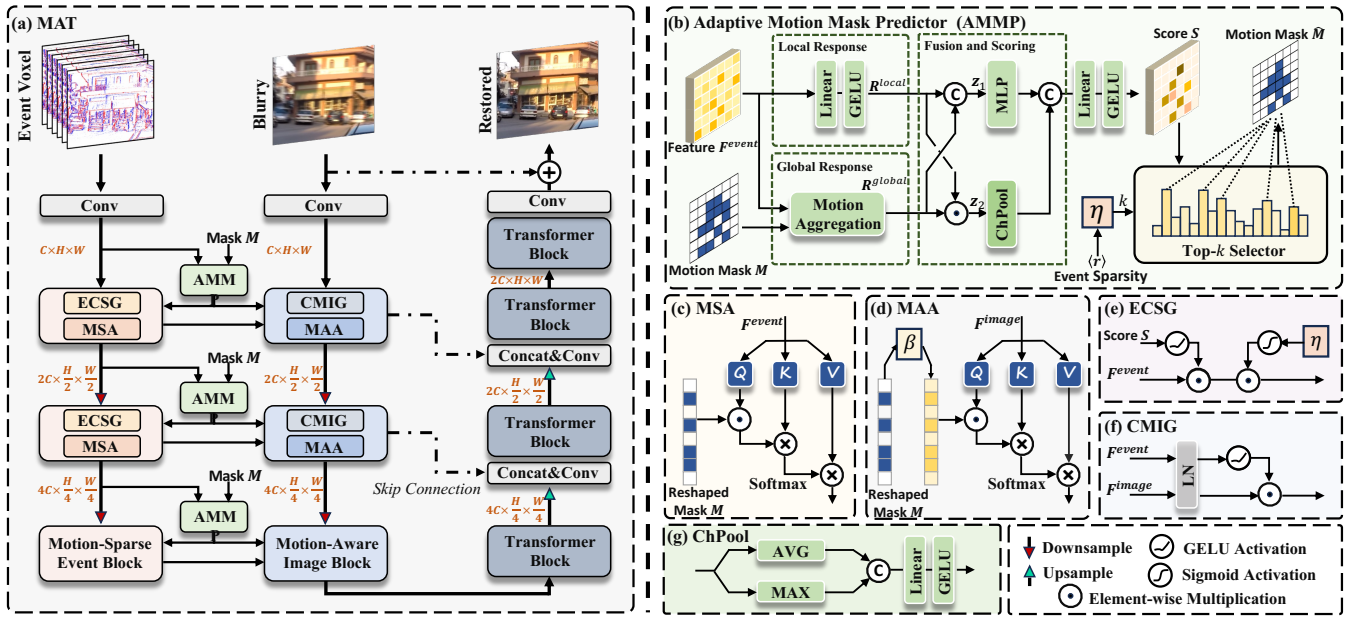 (a) MAT
Event Voxel
Blurry
Restored
Conv
Conv
Conv
C×H×W
Mask M
C×H×W
AMM
P
Transformer
Block
2C×H×W
ECSG
MSA
CMIG
MAA
Transformer
Block
Concat&Conv
2C×H/2×W/2
Mask M
2C×H/2×W/2
AMM
P
2C×H/2×W/2
ECSG
MSA
CMIG
MAA
Transformer
Block
Concat&Conv
Skip Connection
4C×H/4×W/4
Mask M
4C×H/4×W/4
AMM
P
4C×H/4×W/4
Motion-Sparse
Event Block
Motion-Aware
Image Block
Transformer
Block
(b) Adaptive Motion Mask Predictor (AMMP)
Local Response
Linear
GELU
R^local
Feature F^event
Global Response
R^global
Motion
Aggregation
Motion Mask M
Fusion and Scoring
C
z1
MLP
C
z2
ChPool
Linear
GELU
Score S
Motion Mask M̄
η
k
⟨r⟩
Event Sparsity
Top-k Selector
(c) MSA
F^event
Q
K
V
Softmax
Reshaped
Mask M
(d) MAA
β
F^image
Q
K
V
Softmax
Reshaped
Mask M
(e) ECSG
Score S
η
F^event
(f) CMIG
F^event
F^image
LN
(g) ChPool
AVG
MAX
C
Linear
GELU
Downsample
Upsample
GELU Activation
Sigmoid Activation
Element-wise Multiplication